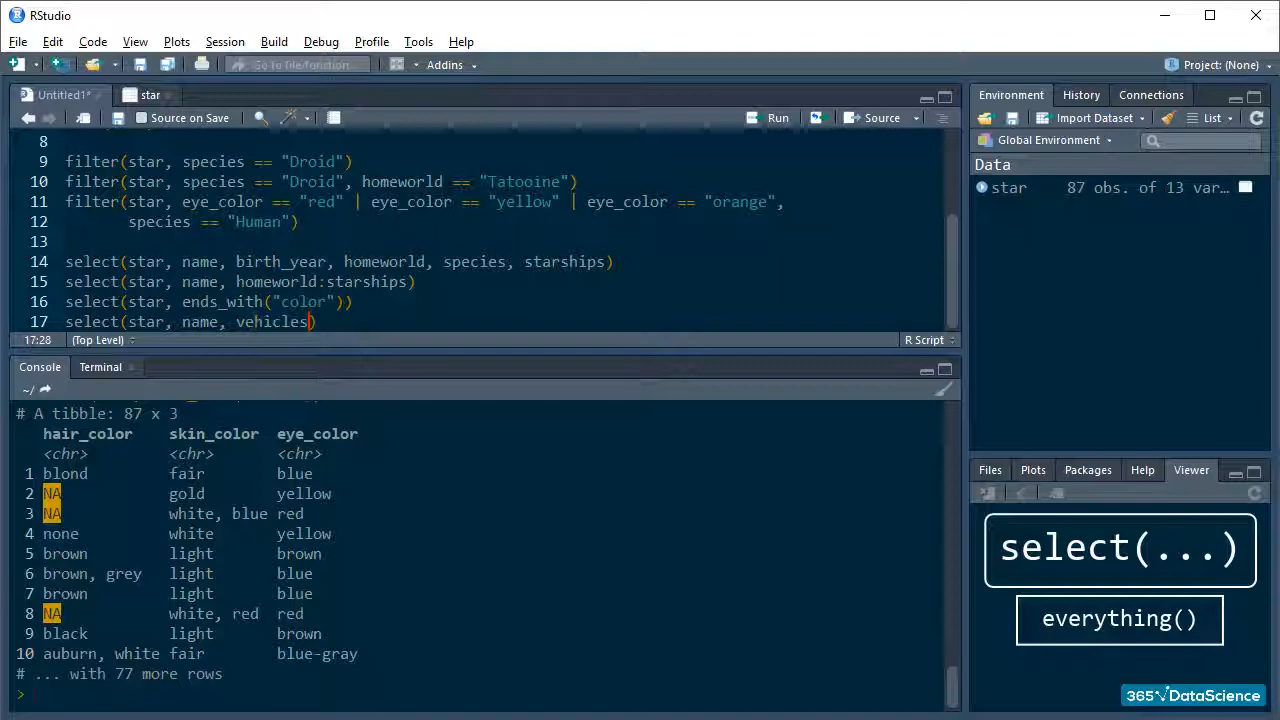 RStudio
File Edit Code View Plots Session Build Debug Profile Tools Help
Go to file/function Addins Project: (None)
Untitled1* star
Source on Save Run Source
8
9 filter(star, species == "Droid")
10 filter(star, species == "Droid", homeworld == "Tatooine")
11 filter(star, eye_color == "red" | eye_color == "yellow" | eye_color == "orange",
12 species == "Human")
13
14 select(star, name, birth_year, homeworld, species, starships)
15 select(star, name, homeworld:starships)
16 select(star, ends_with("color"))
17 select(star, name, vehicles)
17:28 (Top Level) R Script
Console Terminal
~/
# A tibble: 87 x 3
hair_color skin_color eye_color
<chr> <chr> <chr>
1 blond fair blue
2 NA gold yellow
3 NA white, blue red
4 none white yellow
5 brown light brown
6 brown, grey light blue
7 brown light blue
8 NA white, red red
9 black light brown
10 auburn, white fair blue-gray
# ... with 77 more rows
>
Environment History Connections
Import Dataset List
Global Environment
Data
star 87 obs. of 13 var...
Files Plots Packages Help Viewer
select(...)
everything()
365 DataScience